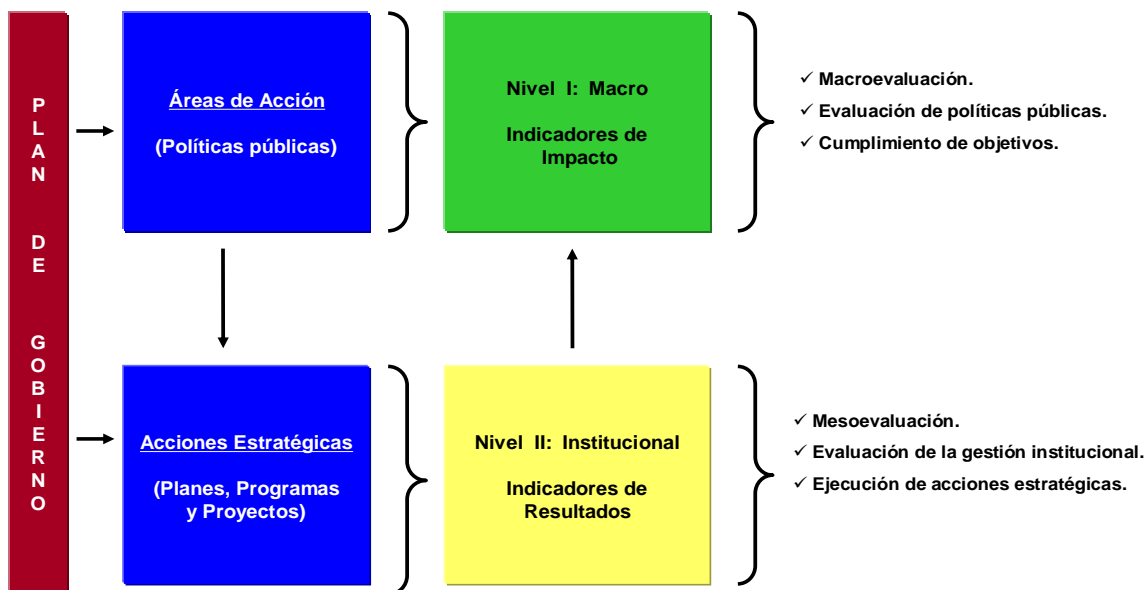 PLAN DE GOBIERNO
Áreas de Acción
(Políticas públicas)
Nivel I: Macro
Indicadores de
Impacto
✓ Macroevaluación.
✓ Evaluación de políticas públicas.
✓ Cumplimiento de objetivos.
Acciones Estratégicas
(Planes, Programas
y Proyectos)
Nivel II: Institucional
Indicadores de
Resultados
✓ Mesoevaluación.
✓ Evaluación de la gestión institucional.
✓ Ejecución de acciones estratégicas.